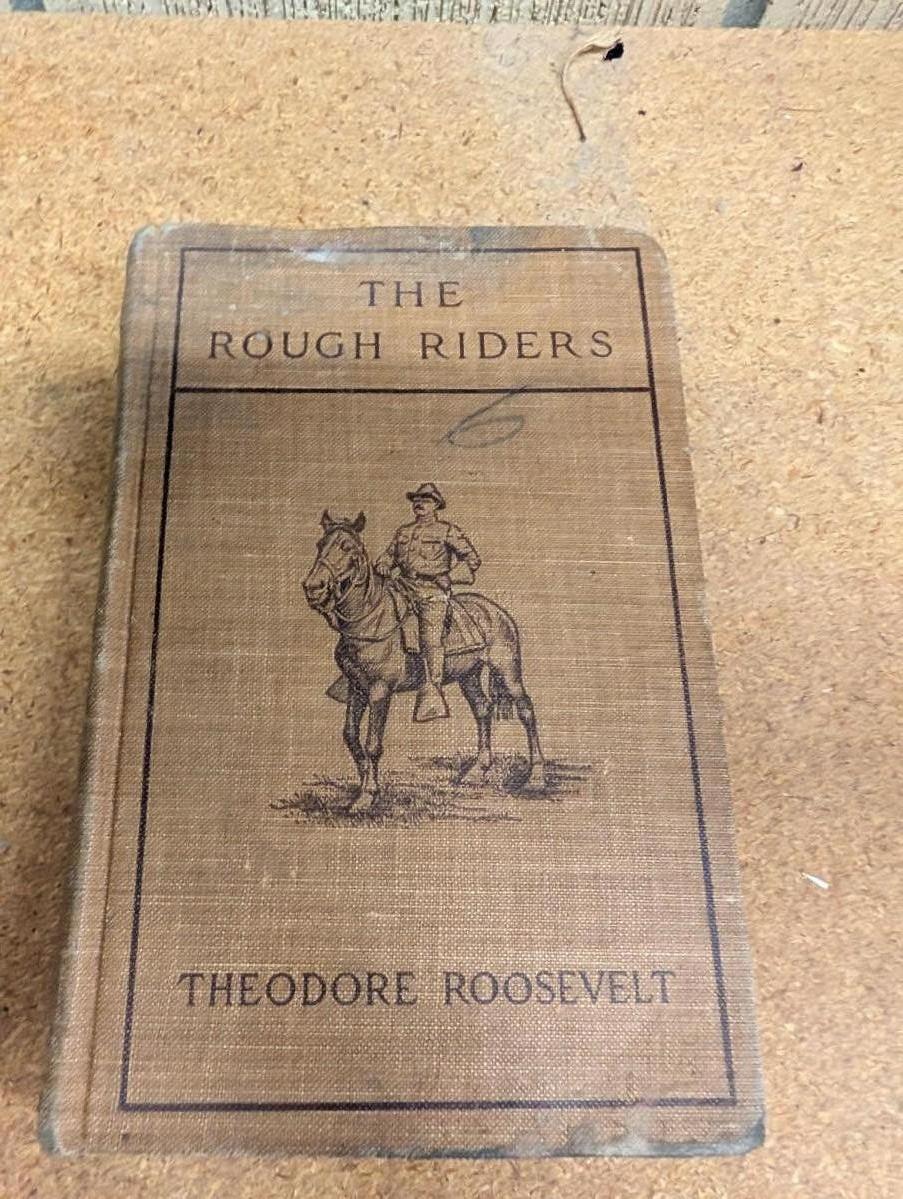 THE
ROUGH RIDERS
6
THEODORE ROOSEVELT